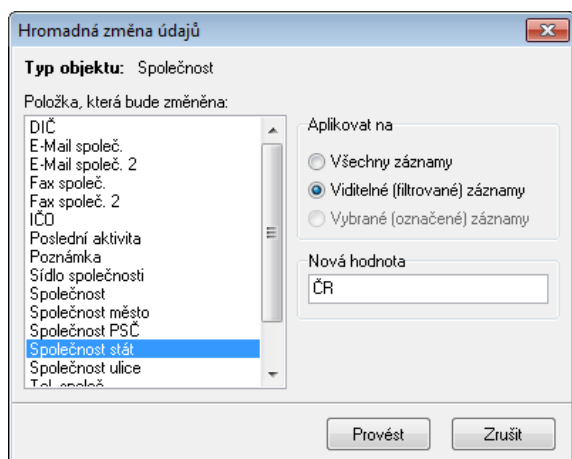 Hromadná změna údajů
Typ objektu: Společnost
Položka, která bude změněna:
DIČ
E-Mail společ.
E-Mail společ. 2
Fax společ.
Fax společ. 2
IČO
Poslední aktivita
Poznámka
Sídlo společnosti
Společnost
Společnost město
Společnost PSČ
Společnost stát
Společnost ulice
Tel. společ.
Aplikovat na
Všechny záznamy
Viditelné (filtrované) záznamy
Vybrané (označené) záznamy
Nová hodnota
ČR
Provést
Zrušit